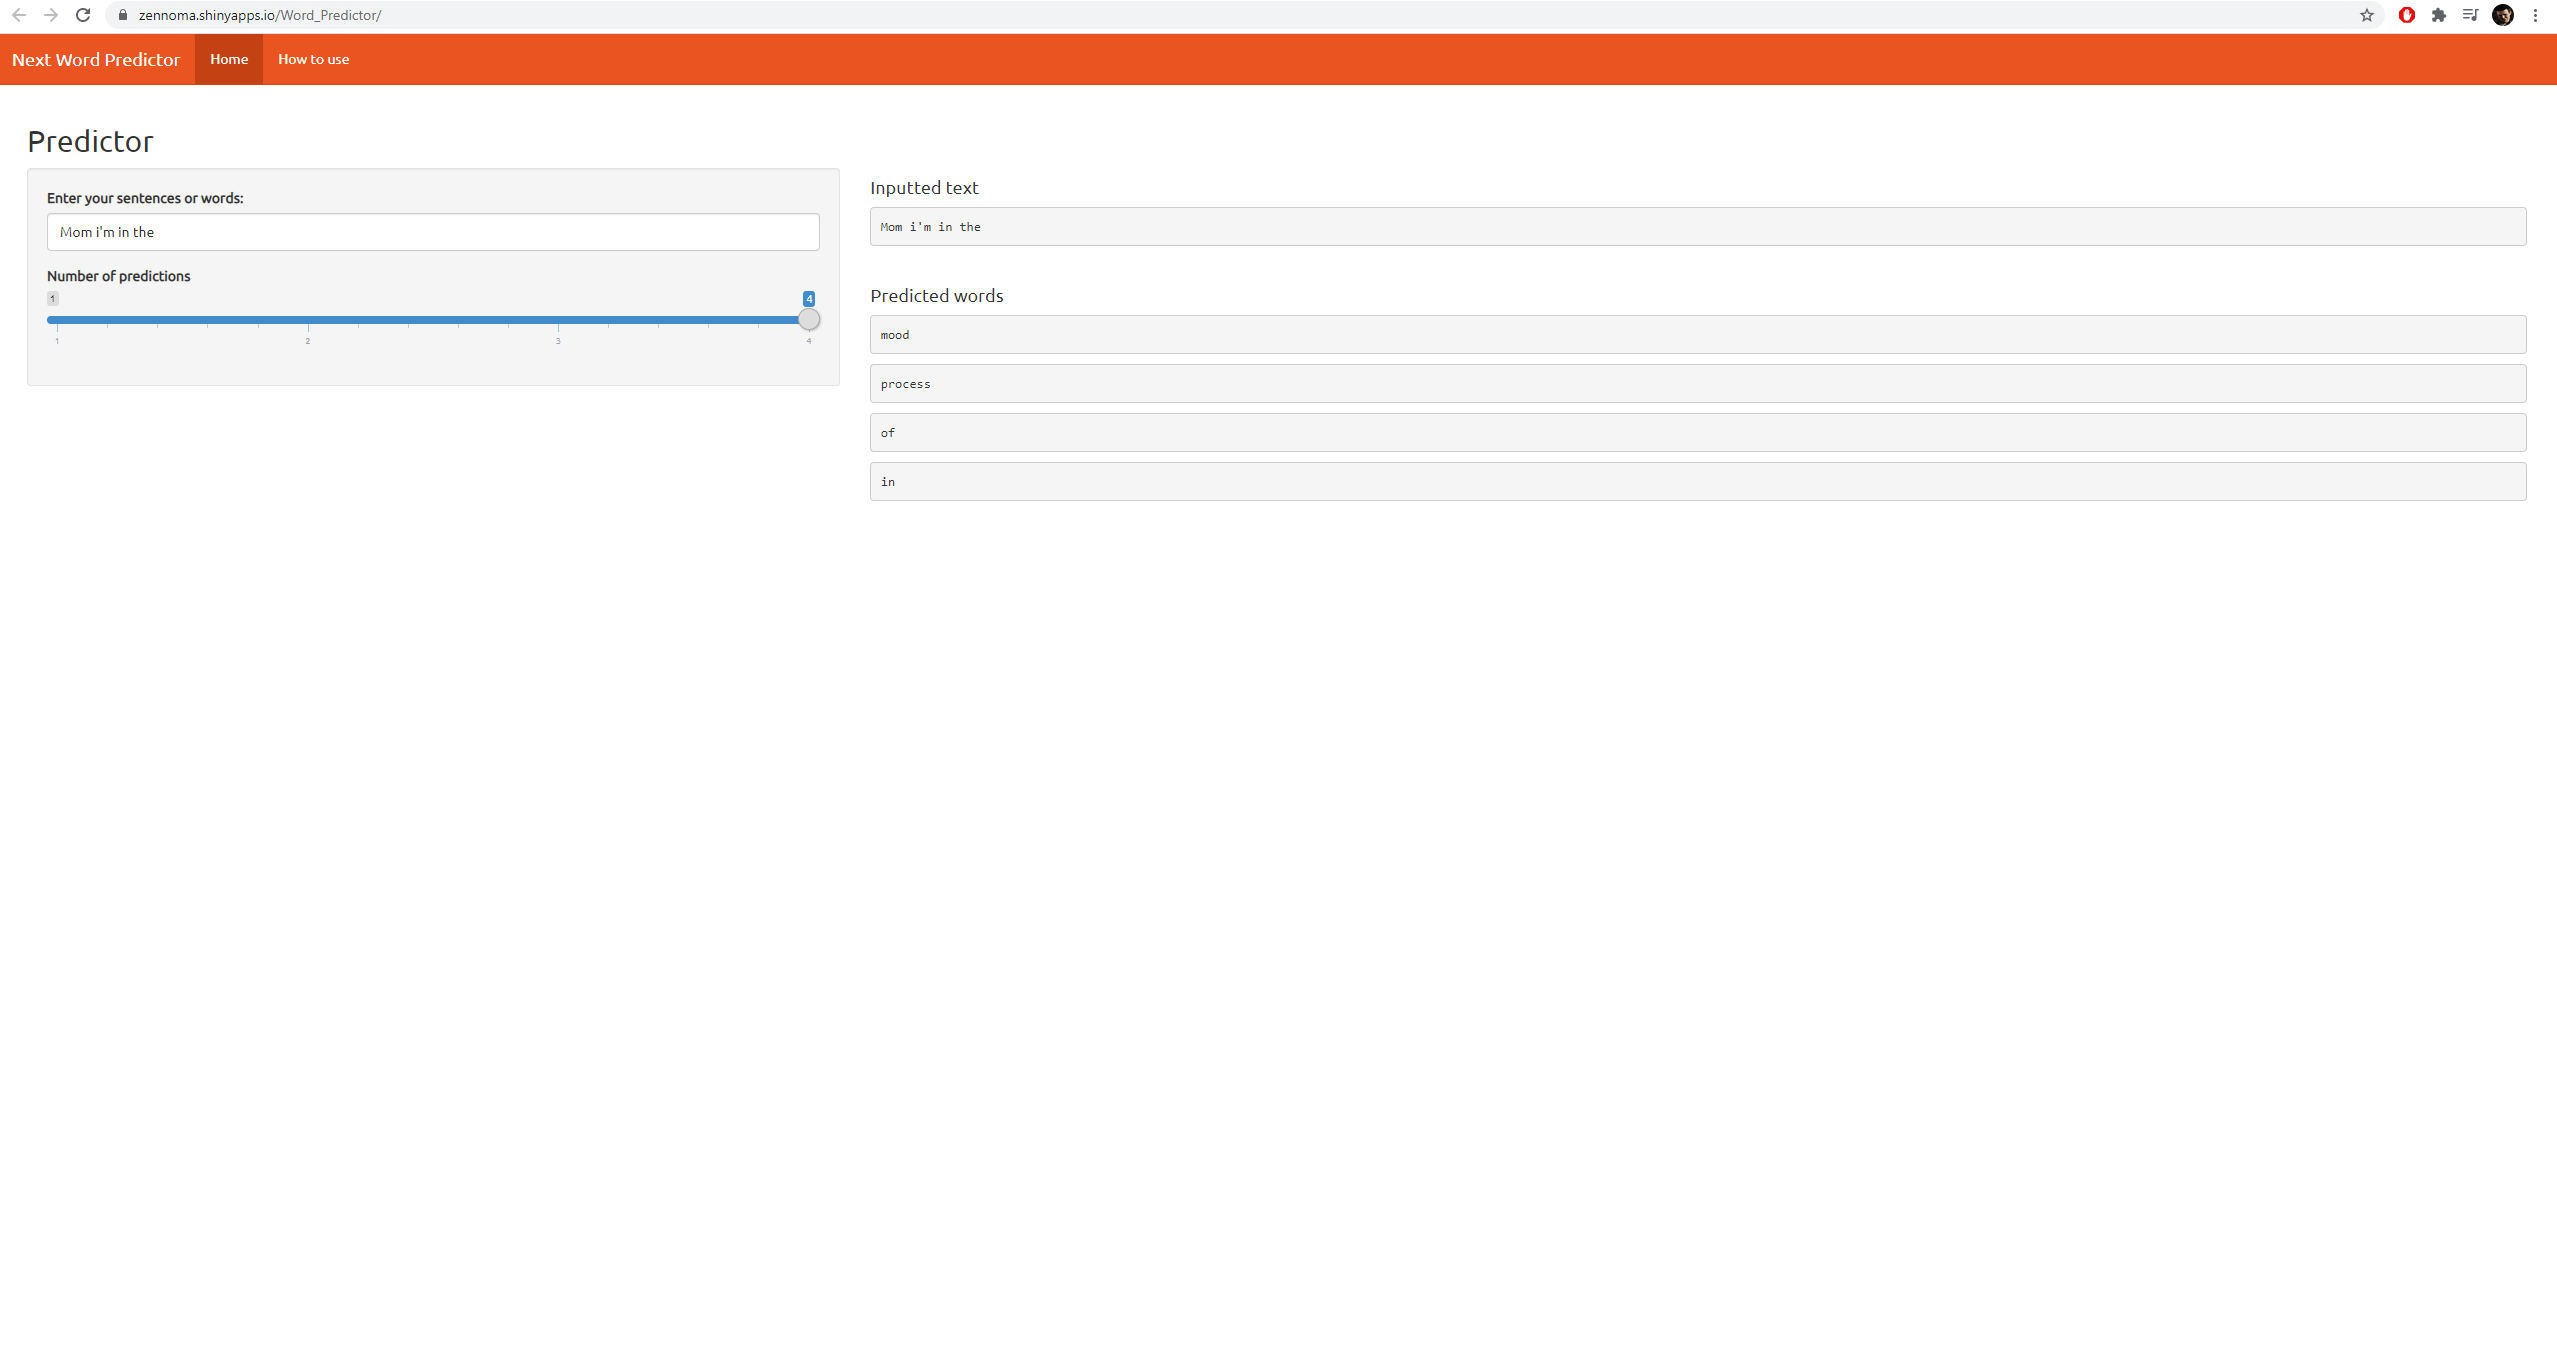 zennoma.shinyapps.io/Word_Predictor/
Next Word Predictor Home How to use
Predictor
Enter your sentences or words:
Mom i'm in the
Number of predictions
1 4
1 2 3 4
Inputted text
Mom i'm in the
Predicted words
mood
process
of
in